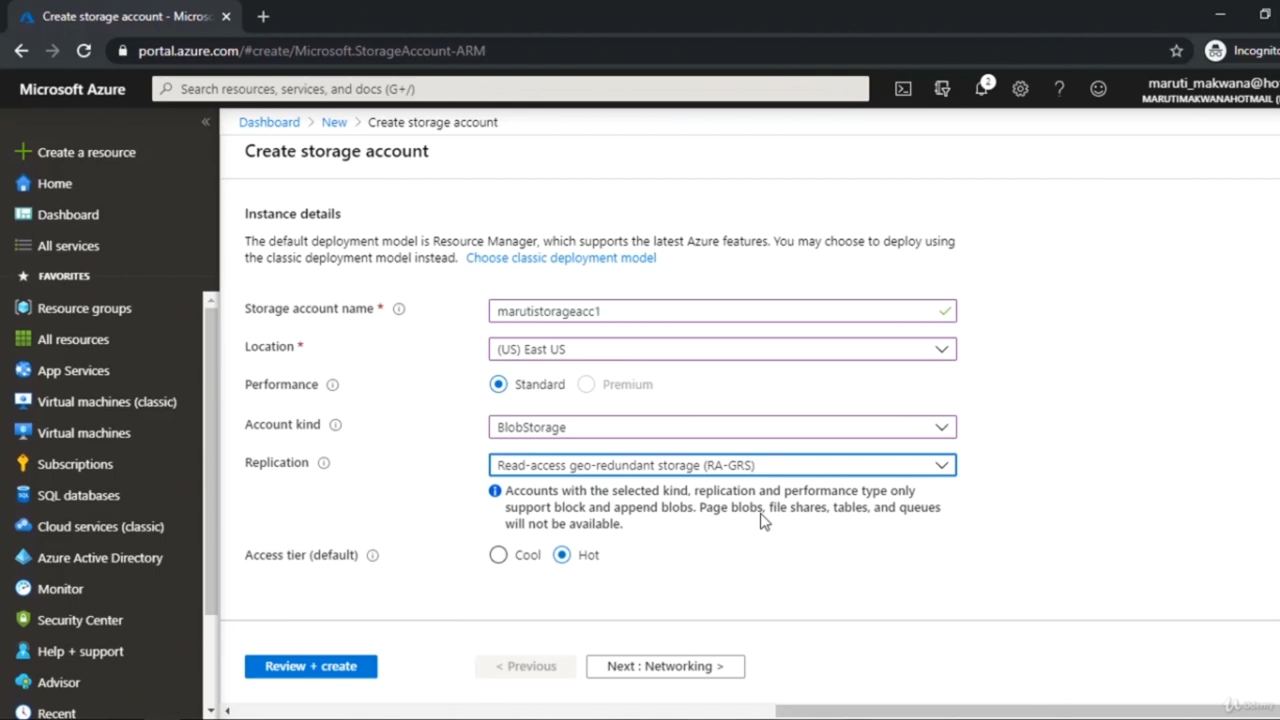 Create storage account - Micros
portal.azure.com/#create/Microsoft.StorageAccount-ARM
Incognito
Microsoft Azure
Search resources, services, and docs (G+/)
2
maruti_makwana@ho
MARUTIMAKWANAHOTMAIL (
Create a resource
Home
Dashboard
All services
FAVORITES
Resource groups
All resources
App Services
Virtual machines (classic)
Virtual machines
Subscriptions
SQL databases
Cloud services (classic)
Azure Active Directory
Monitor
Security Center
Help + support
Advisor
Recent
Dashboard > New > Create storage account
Create storage account
Instance details
The default deployment model is Resource Manager, which supports the latest Azure features. You may choose to deploy using
the classic deployment model instead. Choose classic deployment model
Storage account name * marutistorageacc1
Location * (US) East US
Performance Standard Premium
Account kind BlobStorage
Replication Read-access geo-redundant storage (RA-GRS)
Accounts with the selected kind, replication and performance type only
support block and append blobs. Page blobs, file shares, tables, and queues
will not be available.
Access tier (default) Cool Hot
Review + create < Previous Next : Networking >
Udemy